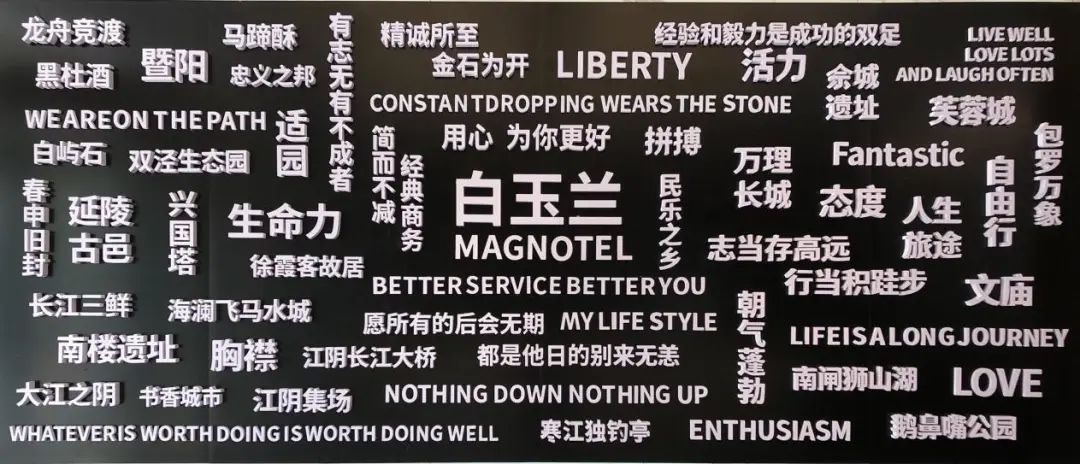 龙舟竞渡
马蹄酥
有志无有不成者
精诚所至
金石为开
经验和毅力是成功的双足
LIVE WELL
LOVE LOTS
AND LAUGH OFTEN
黑杜酒
暨阳
忠义之邦
LIBERTY
活力
佘城
遗址
芙蓉城
WEAREON THE PATH
适园
CONSTANTDROPPING WEARS THE STONE
简而不减
经典商务
用心 为你更好
拼搏
万理
长城
Fantastic
自由行
包罗万象
白屿石
双泾生态园
春申旧封
延陵
古邑
兴国塔
生命力
白玉兰
MAGNOTEL
民乐之乡
态度
人生
旅途
徐霞客故居
志当存高远
BETTER SERVICE BETTER YOU
行当积跬步
文庙
长江三鲜
海澜飞马水城
愿所有的后会无期
MY LIFE STYLE
朝气蓬勃
LIFEIS A LONG JOURNEY
南楼遗址
胸襟
江阴长江大桥
都是他日的别来无恙
南闸狮山湖
LOVE
大江之阴
书香城市
江阴集场
NOTHING DOWN NOTHING UP
WHATEVERIS WORTH DOING IS WORTH DOING WELL
寒江独钓亭
ENTHUSIASM
鹅鼻嘴公园